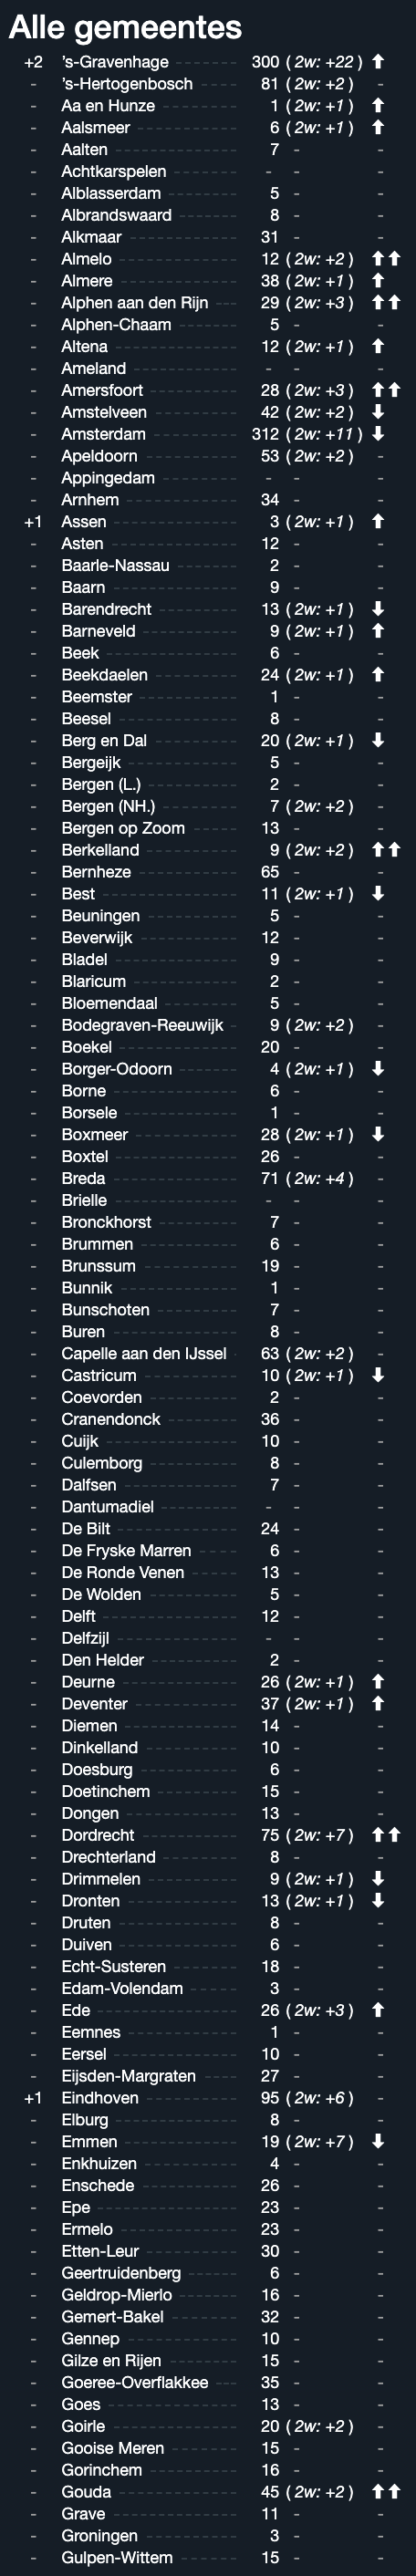 Alle gemeentes
+2 's-Gravenhage 300 ( 2w: +22 ) ⬆
- 's-Hertogenbosch 81 ( 2w: +2 ) -
- Aa en Hunze 1 ( 2w: +1 ) ⬆
- Aalsmeer 6 ( 2w: +1 ) ⬆
- Aalten 7 - -
- Achtkarspelen - - -
- Alblasserdam 5 - -
- Albrandswaard 8 - -
- Alkmaar 31 - -
- Almelo 12 ( 2w: +2 ) ⬆⬆
- Almere 38 ( 2w: +1 ) ⬆
- Alphen aan den Rijn 29 ( 2w: +3 ) ⬆⬆
- Alphen-Chaam 5 - -
- Altena 12 ( 2w: +1 ) ⬆
- Ameland - - -
- Amersfoort 28 ( 2w: +3 ) ⬆⬆
- Amstelveen 42 ( 2w: +2 ) ⬇
- Amsterdam 312 ( 2w: +11 ) ⬇
- Apeldoorn 53 ( 2w: +2 ) -
- Appingedam - - -
- Arnhem 34 - -
+1 Assen 3 ( 2w: +1 ) ⬆
- Asten 12 - -
- Baarle-Nassau 2 - -
- Baarn 9 - -
- Barendrecht 13 ( 2w: +1 ) ⬇
- Barneveld 9 ( 2w: +1 ) ⬆
- Beek 6 - -
- Beekdaelen 24 ( 2w: +1 ) ⬆
- Beemster 1 - -
- Beesel 8 - -
- Berg en Dal 20 ( 2w: +1 ) ⬇
- Bergeijk 5 - -
- Bergen (L.) 2 - -
- Bergen (NH.) 7 ( 2w: +2 ) -
- Bergen op Zoom 13 - -
- Berkelland 9 ( 2w: +2 ) ⬆⬆
- Bernheze 65 - -
- Best 11 ( 2w: +1 ) ⬇
- Beuningen 5 - -
- Beverwijk 12 - -
- Bladel 9 - -
- Blaricum 2 - -
- Bloemendaal 5 - -
- Bodegraven-Reeuwijk 9 ( 2w: +2 ) -
- Boekel 20 - -
- Borger-Odoorn 4 ( 2w: +1 ) ⬇
- Borne 6 - -
- Borsele 1 - -
- Boxmeer 28 ( 2w: +1 ) ⬇
- Boxtel 26 - -
- Breda 71 ( 2w: +4 ) -
- Brielle - - -
- Bronckhorst 7 - -
- Brummen 6 - -
- Brunssum 19 - -
- Bunnik 1 - -
- Bunschoten 7 - -
- Buren 8 - -
- Capelle aan den IJssel 63 ( 2w: +2 ) -
- Castricum 10 ( 2w: +1 ) ⬇
- Coevorden 2 - -
- Cranendonck 36 - -
- Cuijk 10 - -
- Culemborg 8 - -
- Dalfsen 7 - -
- Dantumadiel - - -
- De Bilt 24 - -
- De Fryske Marren 6 - -
- De Ronde Venen 13 - -
- De Wolden 5 - -
- Delft 12 - -
- Delfzijl - - -
- Den Helder 2 - -
- Deurne 26 ( 2w: +1 ) ⬆
- Deventer 37 ( 2w: +1 ) ⬆
- Diemen 14 - -
- Dinkelland 10 - -
- Doesburg 6 - -
- Doetinchem 15 - -
- Dongen 13 - -
- Dordrecht 75 ( 2w: +7 ) ⬆⬆
- Drechterland 8 - -
- Drimmelen 9 ( 2w: +1 ) ⬇
- Dronten 13 ( 2w: +1 ) ⬇
- Druten 8 - -
- Duiven 6 - -
- Echt-Susteren 18 - -
- Edam-Volendam 3 - -
- Ede 26 ( 2w: +3 ) ⬆
- Eemnes 1 - -
- Eersel 10 - -
- Eijsden-Margraten 27 - -
+1 Eindhoven 95 ( 2w: +6 ) -
- Elburg 8 - -
- Emmen 19 ( 2w: +7 ) ⬇
- Enkhuizen 4 - -
- Enschede 26 - -
- Epe 23 - -
- Ermelo 23 - -
- Etten-Leur 30 - -
- Geertruidenberg 6 - -
- Geldrop-Mierlo 16 - -
- Gemert-Bakel 32 - -
- Gennep 10 - -
- Gilze en Rijen 15 - -
- Goeree-Overflakkee 35 - -
- Goes 13 - -
- Goirle 20 ( 2w: +2 ) -
- Gooise Meren 15 - -
- Gorinchem 16 - -
- Gouda 45 ( 2w: +2 ) ⬆⬆
- Grave 11 - -
- Groningen 3 - -
- Gulpen-Wittem 15 - -